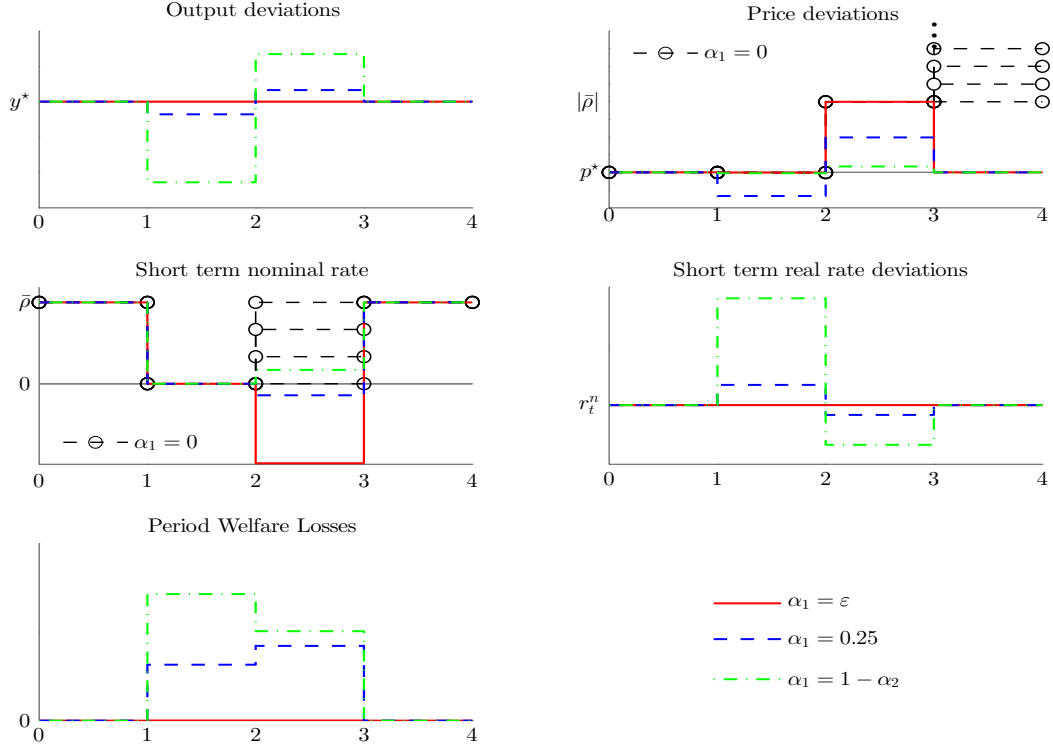 Output deviations
y⋆
0 1 2 3 4
Price deviations
α₁ = 0
|ρ̄|
p⋆
0 1 2 3 4
Short term nominal rate
ρ̄
0
α₁ = 0
0 1 2 3 4
Short term real rate deviations
rₜⁿ
0 1 2 3 4
Period Welfare Losses
0
0 1 2 3 4
α₁ = ε
α₁ = 0.25
α₁ = 1 − α₂